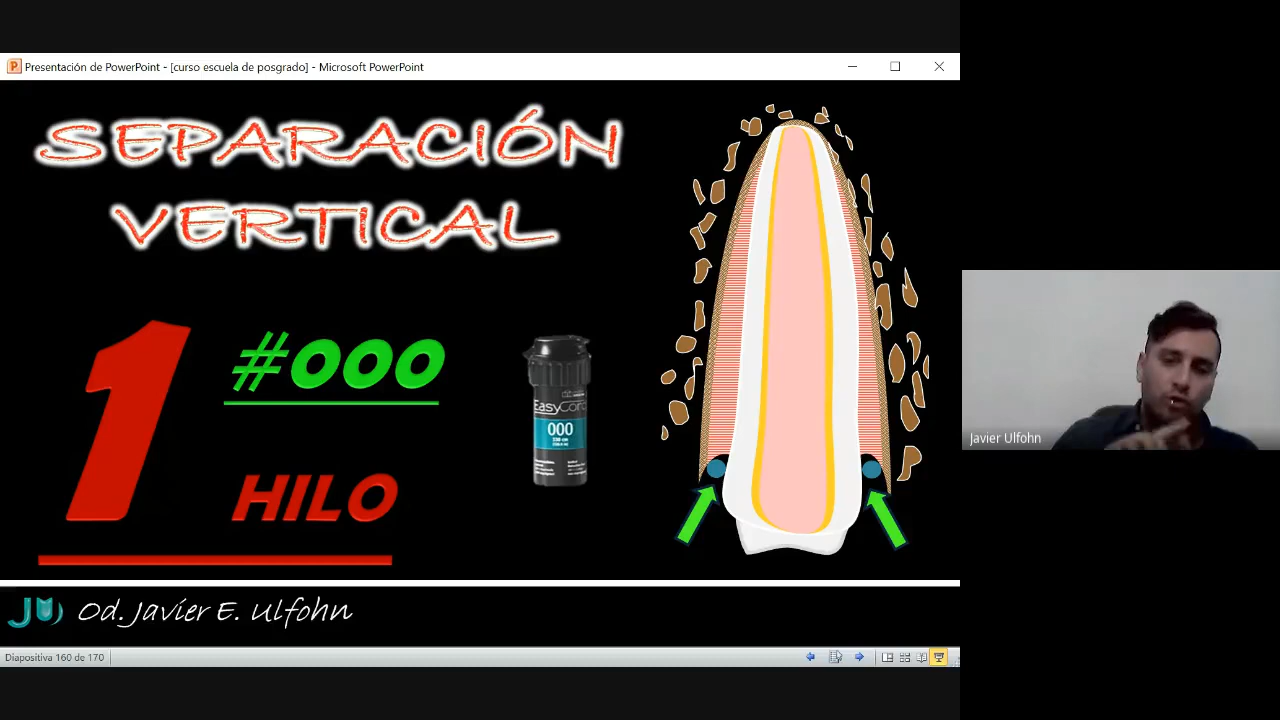 Presentación de PowerPoint - [curso escuela de posgrado] - Microsoft PowerPoint
SEPARACIÓN
VERTICAL
1 #000
HILO
EasyCord
000
Od. Javier E. Ulfohn
Diapositiva 160 de 170
Javier Ulfohn